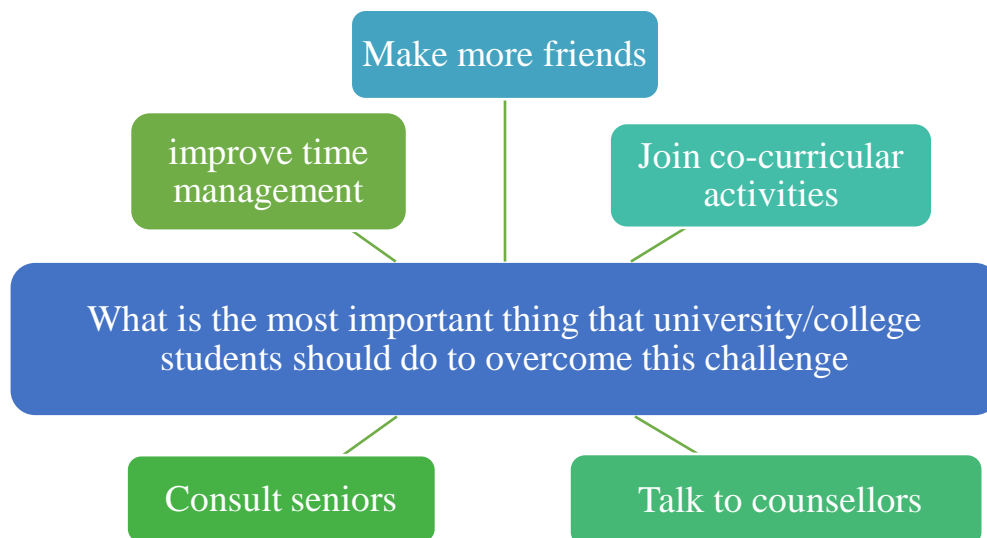 Make more friends
improve time
management
Join co-curricular
activities
What is the most important thing that university/college
students should do to overcome this challenge
Consult seniors
Talk to counsellors